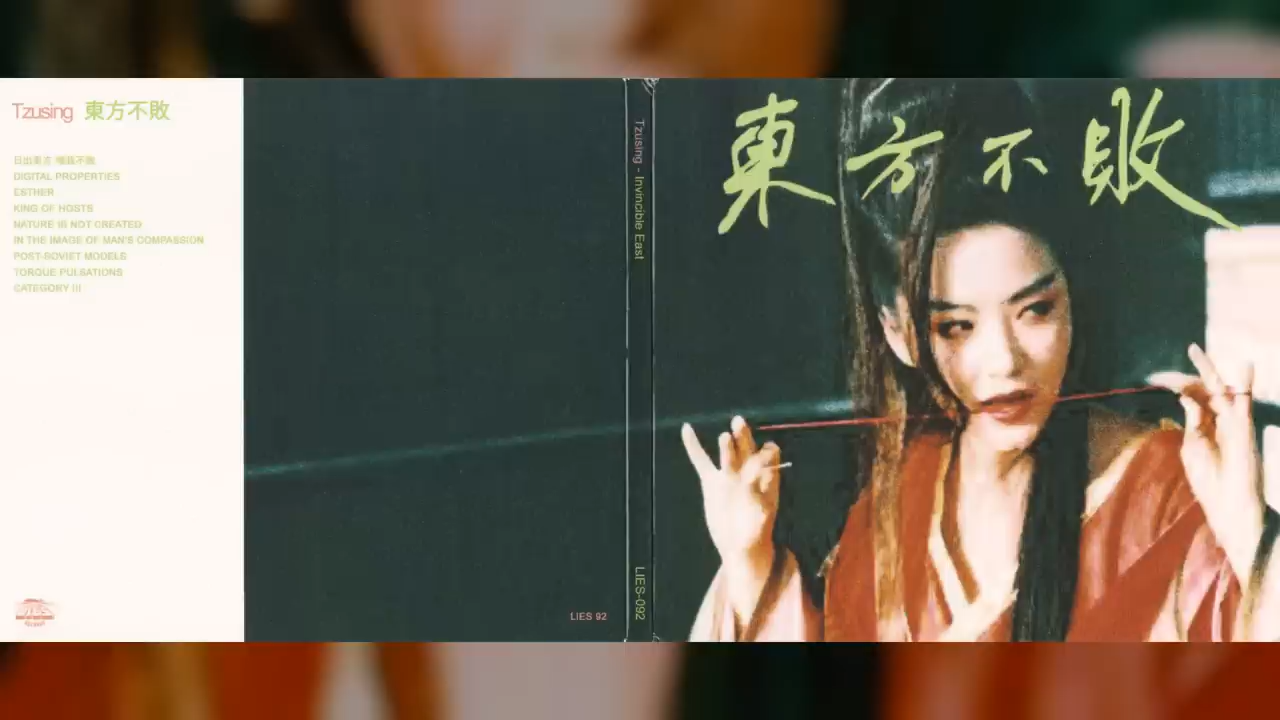 Tzusing 東方不敗
日出東方 唯我不敗
DIGITAL PROPERTIES
ESTHER
KING OF HOSTS
NATURE IS NOT CREATED
IN THE IMAGE OF MAN'S COMPASSION
POST-SOVIET MODELS
TORQUE PULSATIONS
CATEGORY III
LIES 92
Tzusing - Invincible East
LIES-092
東方不敗